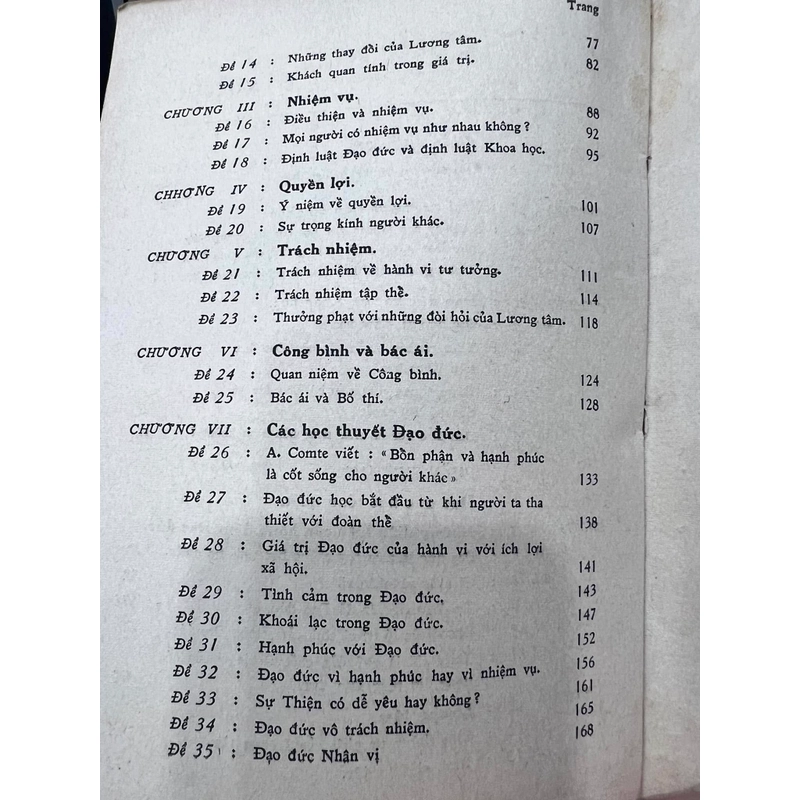 Trang
Đề 14 : Những thay đồi của Lương tâm. 77
Đề 15 : Khách quan tính trong giá trị. 82
CHƯƠNG III : Nhiệm vụ.
Đề 16 : Điều thiện và nhiệm vụ. 88
Đề 17 : Mọi người có nhiệm vụ như nhau không? 92
Đề 18 : Định luật Đạo đức và định luật Khoa học. 95
CHHƠNG IV : Quyền lợi.
Đề 19 : Ý niệm về quyền lợi. 101
Đề 20 : Sự trọng kính người khác. 107
CHƯƠNG V : Trách nhiệm.
Đề 21 : Trách nhiệm về hành vi tư tưởng. 111
Đề 22 : Trách nhiệm tập thề. 114
Đề 23 : Thưởng phạt với những đòi hỏi của Lương tâm. 118
CHƯƠNG VI : Công bình và bác ái.
Đề 24 : Quan niệm về Công bình. 124
Đề 25 : Bác ái và Bố thí. 128
CHƯƠNG VII : Các học thuyết Đạo đức.
Đề 26 : A. Comte viết : « Bồn phận và hạnh phúc
là cốt sống cho người khác» 133
Đề 27 : Đạo đức học bắt đầu từ khi người ta tha
thiết với đoàn thề 138
Đề 28 : Giá trị Đạo đức của hành vi với ích lợi
xã hội. 141
Đề 29 : Tình cảm trong Đạo đức. 143
Đề 30 : Khoái lạc trong Đạo đức. 147
Đề 31 : Hạnh phúc với Đạo đức. 152
Đề 32 : Đạo đức vì hạnh phúc hay vì nhiệm vụ. 156
Đề 33 : Sự Thiện có dễ yêu hay không? 161
Đề 34 : Đạo đức vô trách nhiệm. 165
Đề 35 : Đạo đức Nhân vị 168